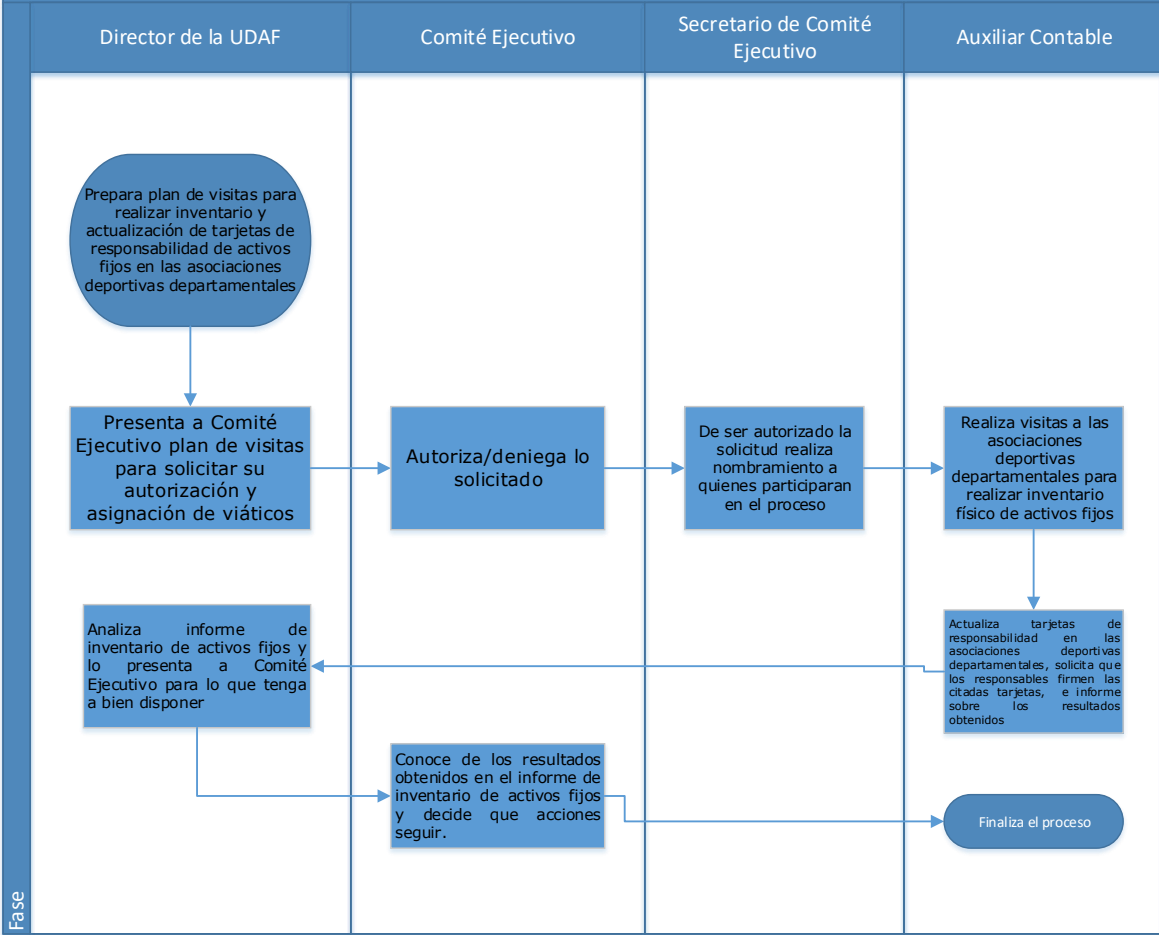 Director de la UDAF
Comité Ejecutivo
Secretario de Comité
Ejecutivo
Auxiliar Contable
Prepara plan de visitas para
realizar inventario y
actualización de tarjetas de
responsabilidad de activos
fijos en las asociaciones
deportivas departamentales
Presenta a Comité
Ejecutivo plan de visitas
para solicitar su
autorización y
asignación de viáticos
Autoriza/deniega lo
solicitado
De ser autorizado la
solicitud realiza
nombramiento a
quienes participaran
en el proceso
Realiza visitas a las
asociaciones
deportivas
departamentales para
realizar inventario
físico de activos fijos
Actualiza tarjetas de
responsabilidad en las
asociaciones deportivas
departamentales, solicita que
los responsables firmen las
citadas tarjetas, e informe
sobre los resultados
obtenidos
Analiza informe de
inventario de activos fijos y
lo presenta a Comité
Ejecutivo para lo que tenga
a bien disponer
Conoce de los resultados
obtenidos en el informe de
inventario de activos fijos
y decide que acciones
seguir.
Finaliza el proceso
Fase